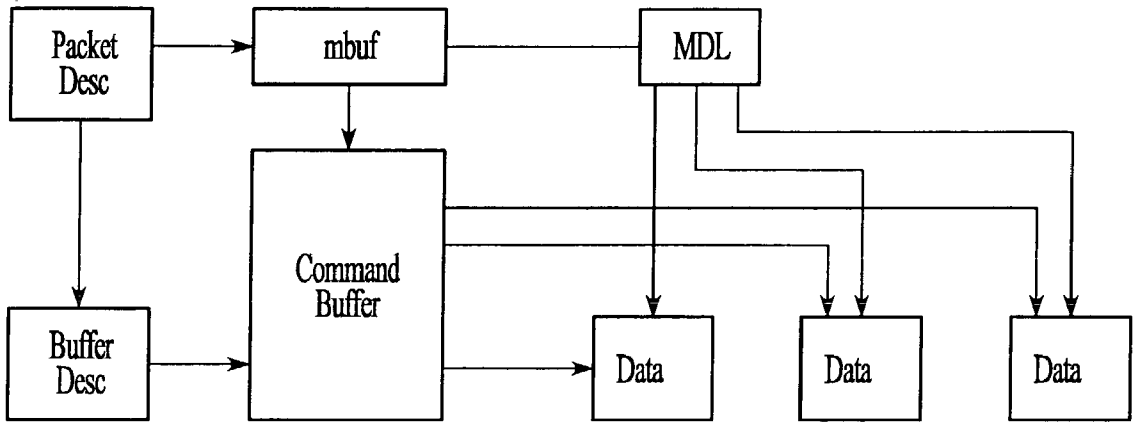 Packet
Desc
mbuf
MDL
Command
Buffer
Buffer
Desc
Data
Data
Data